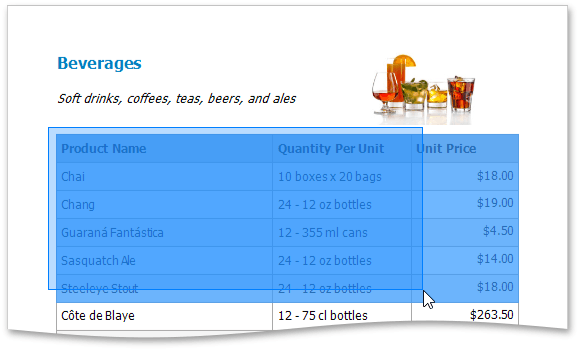 Beverages
Soft drinks, coffees, teas, beers, and ales
Product Name Quantity Per Unit Unit Price
Chai 10 boxes x 20 bags $18.00
Chang 24 - 12 oz bottles $19.00
Guaraná Fantástica 12 - 355 ml cans $4.50
Sasquatch Ale 24 - 12 oz bottles $14.00
Steeleye Stout 24 - 12 oz bottles $18.00
Côte de Blaye 12 - 75 cl bottles $263.50